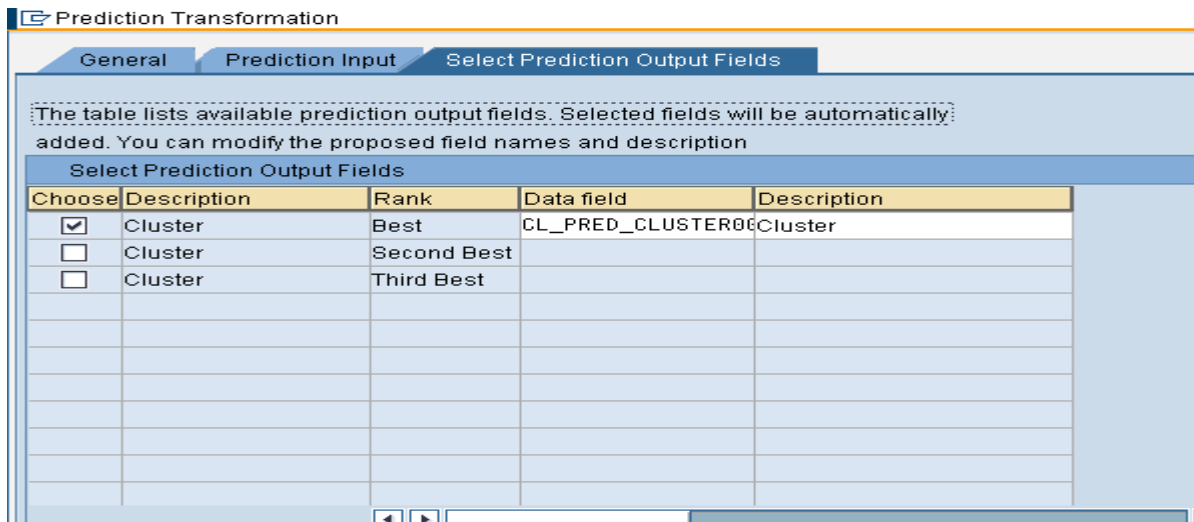 Prediction Transformation
General Prediction Input Select Prediction Output Fields
The table lists available prediction output fields. Selected fields will be automatically
added. You can modify the proposed field names and description
Select Prediction Output Fields
Choose Description Rank Data field Description
Cluster Best Cluster
Cluster Second Best
Cluster Third Best